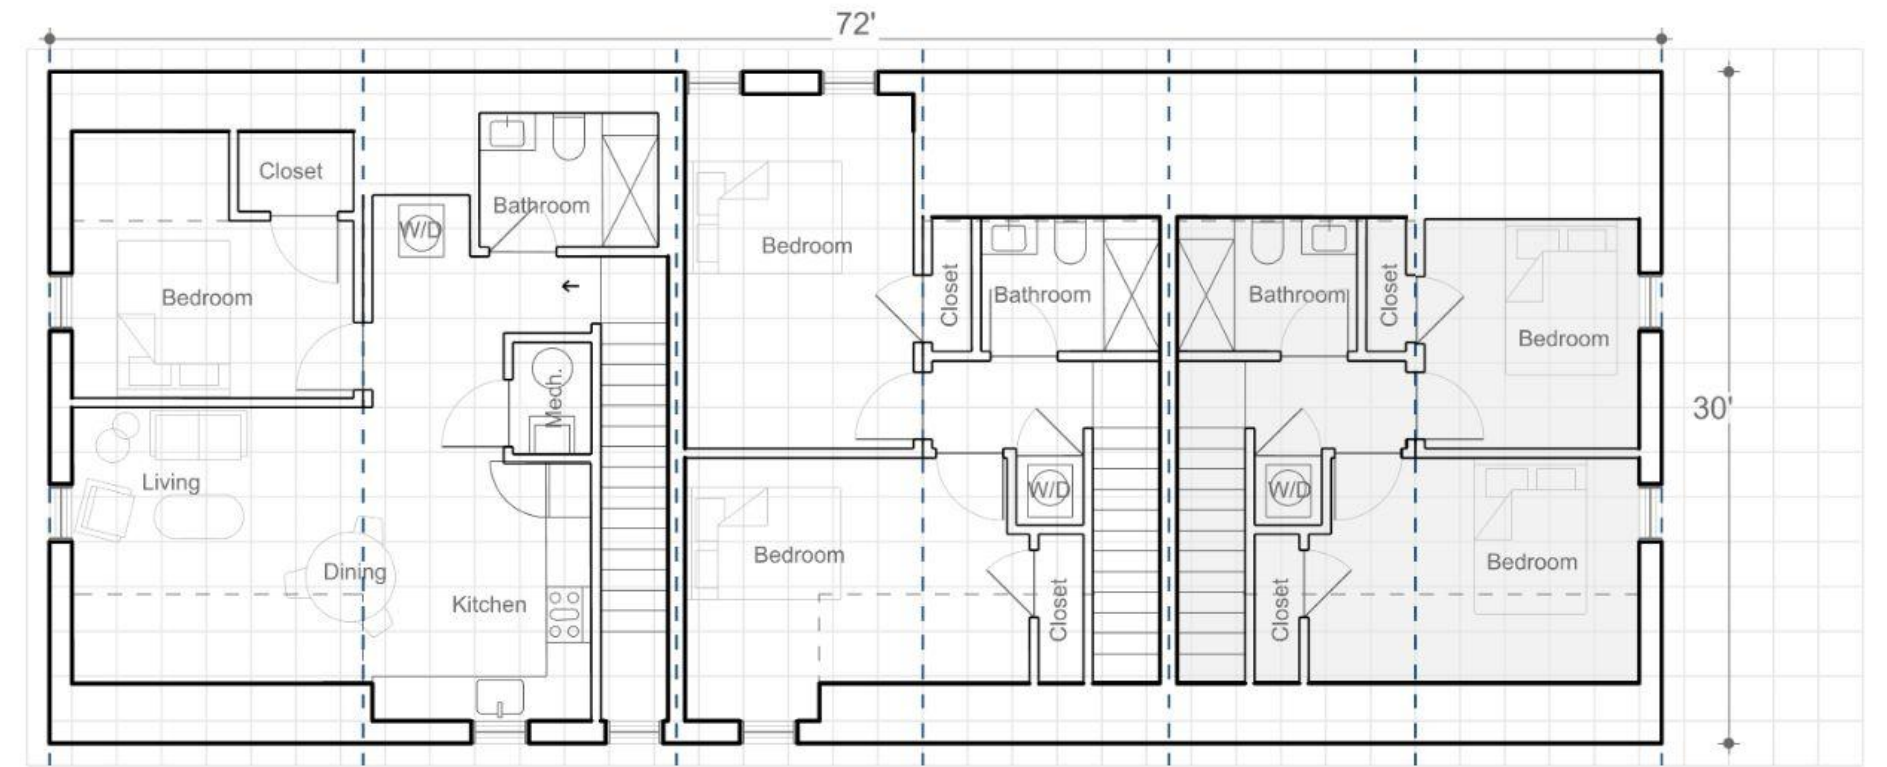 72'
Closet
Bathroom
W/D
Bedroom
Bedroom
Closet
Bathroom
Bathroom
Closet
Bedroom
Bedroom
←
Mech.
30'
Living
W/D
W/D
Bedroom
Bedroom
Dining
Kitchen
Closet
Closet